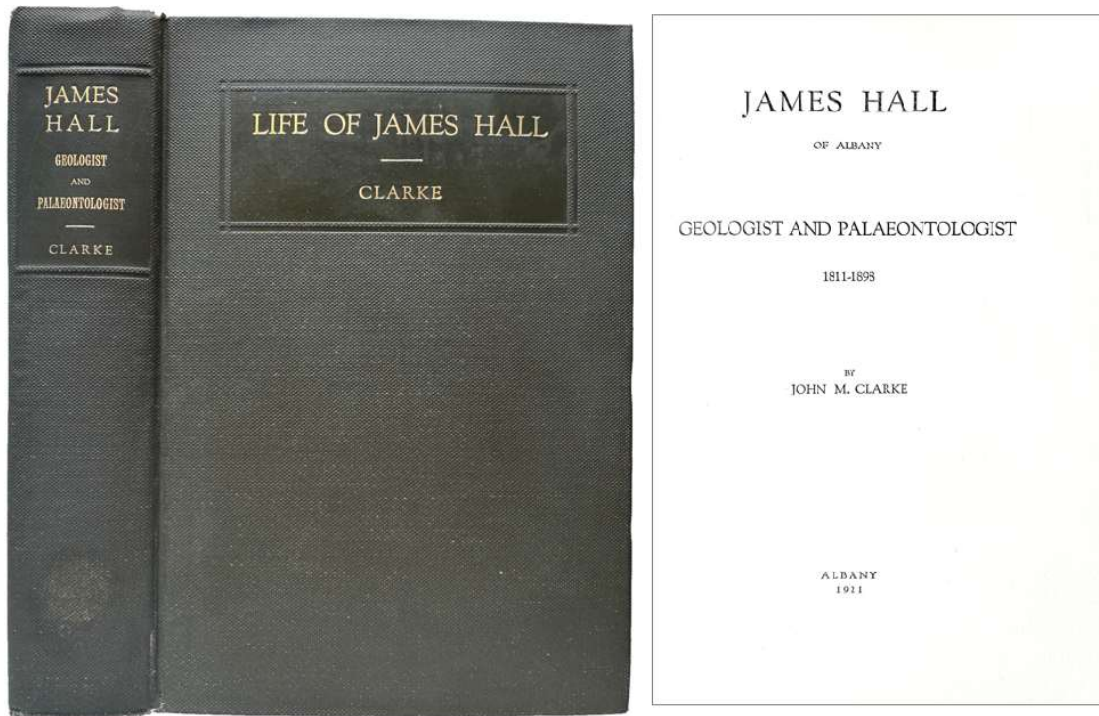 JAMES
HALL
GEOLOGIST
AND
PALAEONTOLOGIST
CLARKE
LIFE OF JAMES HALL
CLARKE
JAMES HALL
OF ALBANY
GEOLOGIST AND PALAEONTOLOGIST
1811-1898
BY
JOHN M. CLARKE
ALBANY
1921